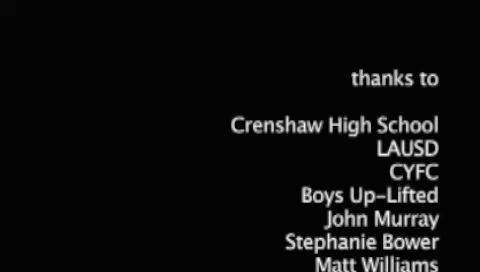 thanks to
Crenshaw High School
LAUSD
CYFC
Boys Up-Lifted
John Murray
Stephanie Bower
Matt Williams